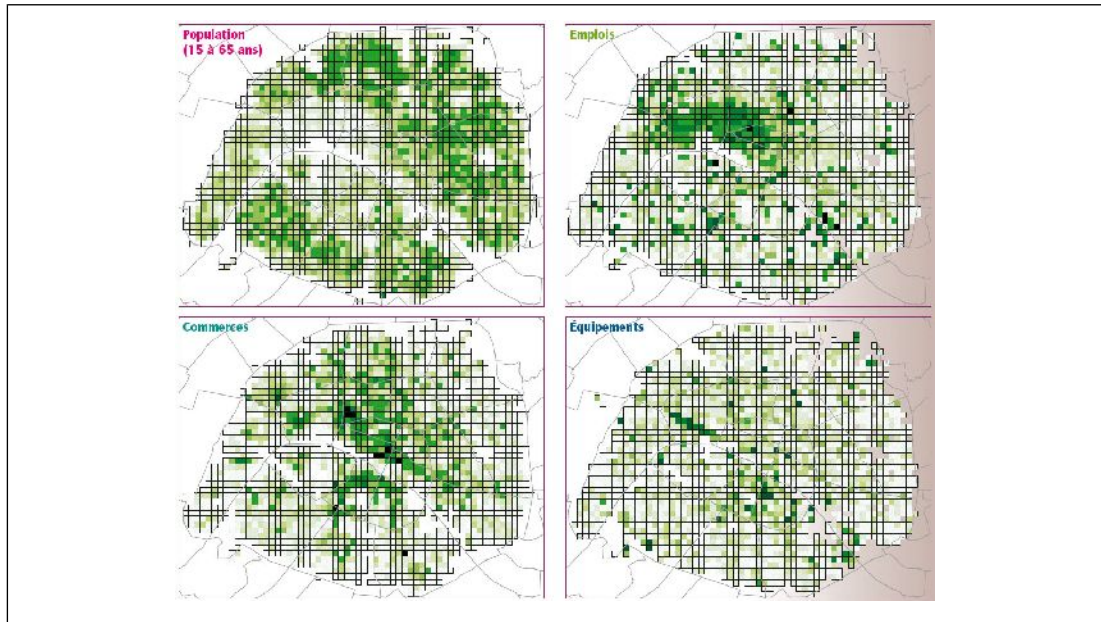 Population
(15 à 65 ans)
Emplois
Commerces
Équipements